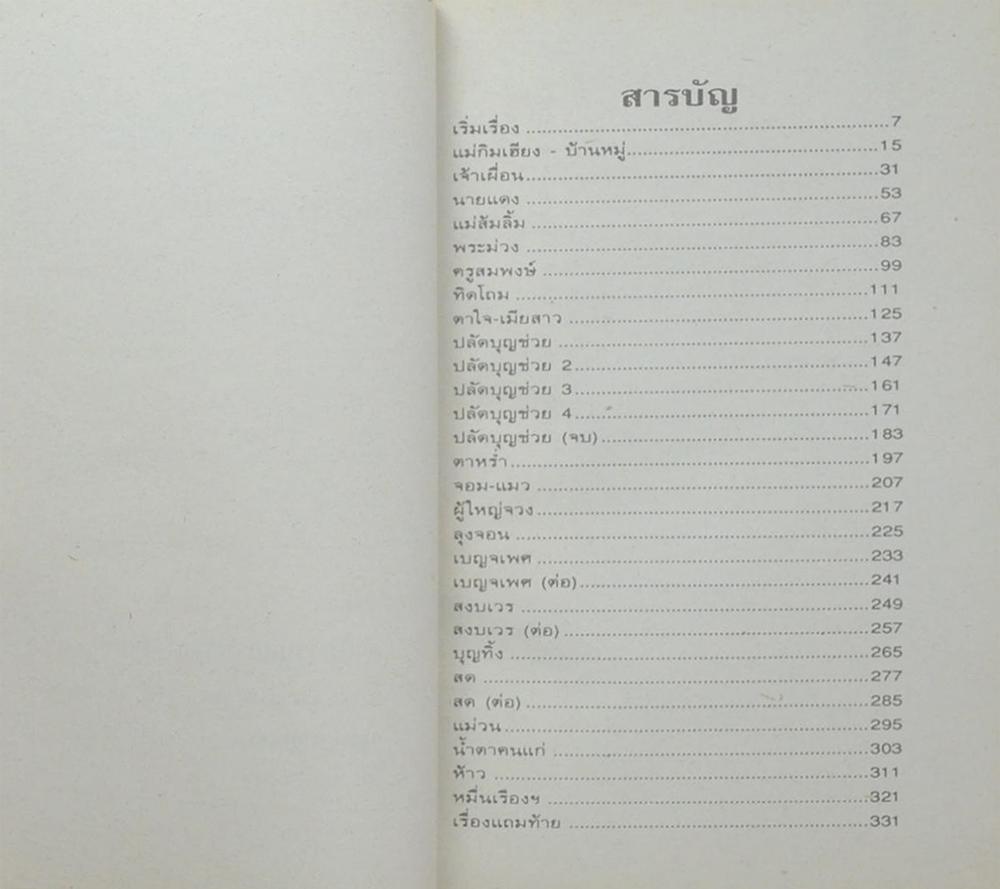 สารบัญ
เริ่มเรื่อง ........................................................................7
แม่กิมเฮียง - บ้านหมู่..................................................15
เจ้าเผื่อน......................................................................31
นายแดง ......................................................................53
แม่ส้มลิ้ม ....................................................................67
พระม่วง ......................................................................83
ครูสมพงษ์ ..................................................................99
ทิดโถม ......................................................................111
ตาใจ-เมียสาว ............................................................125
ปลัดบุญช่วย ..............................................................137
ปลัดบุญช่วย 2...........................................................147
ปลัดบุญช่วย 3...........................................................161
ปลัดบุญช่วย 4...........................................................171
ปลัดบุญช่วย (จบ).....................................................183
ตาหร่ำ.......................................................................197
จอม-แมว ..................................................................207
ผู้ใหญ่จวง..................................................................217
ลุงจอน ......................................................................225
เบญจเพศ ..................................................................233
เบญจเพศ (ต่อ).........................................................241
สงบเวร .....................................................................249
สงบเวร (ต่อ)............................................................257
บุญทิ้ง .......................................................................265
สด ............................................................................277
สด (ต่อ)....................................................................285
แม่วน........................................................................295
น้ำตาคนแก่ ...............................................................303
ห้าว ..........................................................................311
หมื่นเรืองฯ ................................................................321
เรื่องแถมท้าย ............................................................331